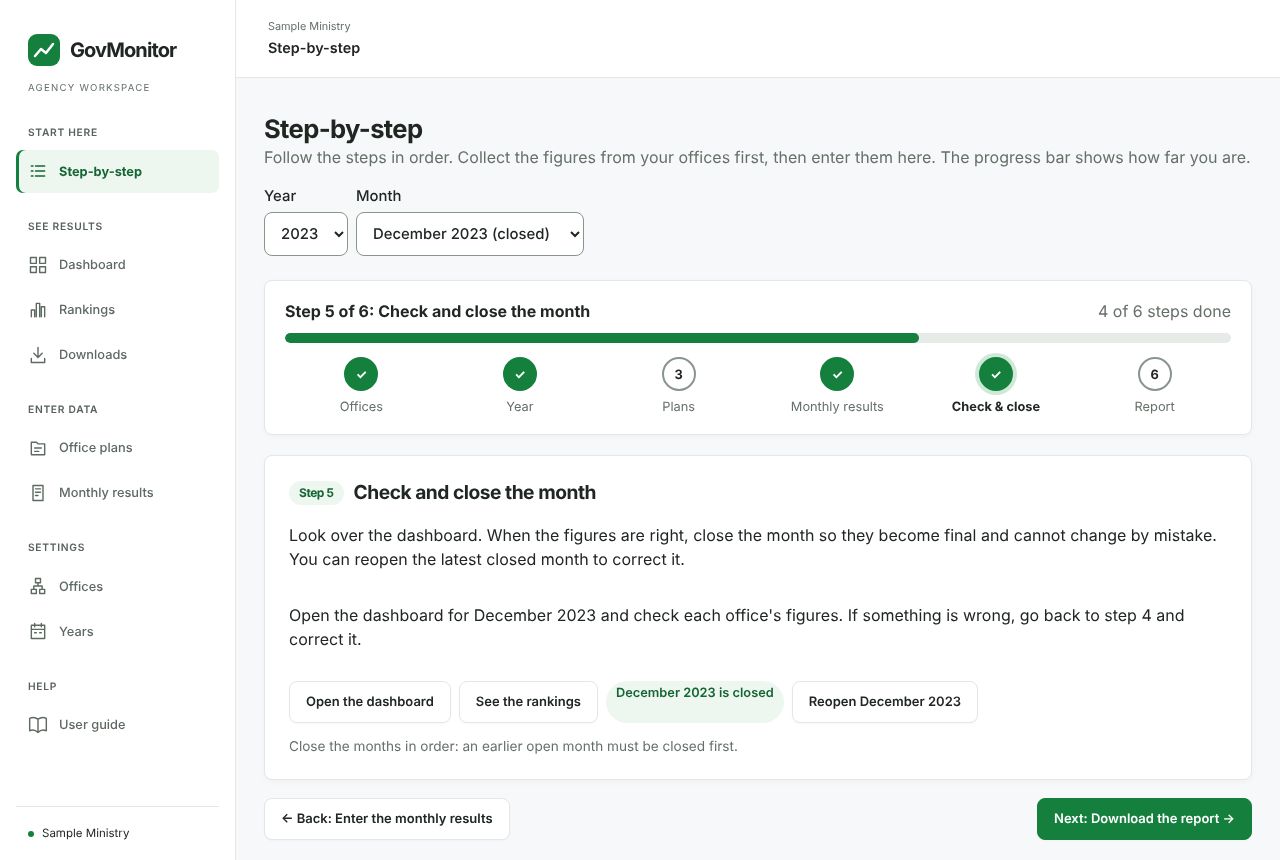 GovMonitor
AGENCY WORKSPACE
START HERE
Step-by-step
SEE RESULTS
Dashboard
Rankings
Downloads
ENTER DATA
Office plans
Monthly results
SETTINGS
Offices
Years
HELP
User guide
Sample Ministry
Sample Ministry
Step-by-step
Step-by-step
Follow the steps in order. Collect the figures from your offices first, then enter them here. The progress bar shows how far you are.
Year
Month
2023
December 2023 (closed)
Step 5 of 6: Check and close the month
4 of 6 steps done
3
6
Offices
Year
Plans
Monthly results
Check & close
Report
Step 5
Check and close the month
Look over the dashboard. When the figures are right, close the month so they become final and cannot change by mistake.
You can reopen the latest closed month to correct it.
Open the dashboard for December 2023 and check each office's figures. If something is wrong, go back to step 4 and
correct it.
Open the dashboard
See the rankings
December 2023 is closed
Reopen December 2023
Close the months in order: an earlier open month must be closed first.
← Back: Enter the monthly results
Next: Download the report →